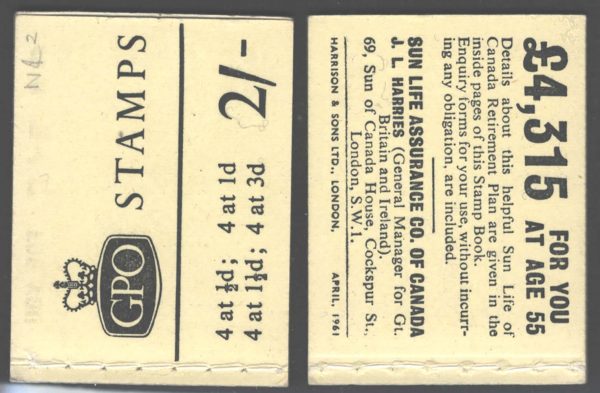 N4 2
STAMPS
GPO
2/-
4 at ½d; 4 at 1d
4 at 1½d; 4 at 3d
£4,315 FOR YOU
AT AGE 55
Details about this helpful Sun Life of
Canada Retirement Plan are given in the
inside pages of this Stamp Book.
Enquiry forms for your use, without incurr-
ing any obligation, are included.
SUN LIFE ASSURANCE CO. OF CANADA
J. L. HARRIES (General Manager for Gt.
Britain and Ireland),
69, Sun of Canada House, Cockspur St.,
London, S.W.1.
HARRISON & SONS LTD., LONDON, APRIL, 1961